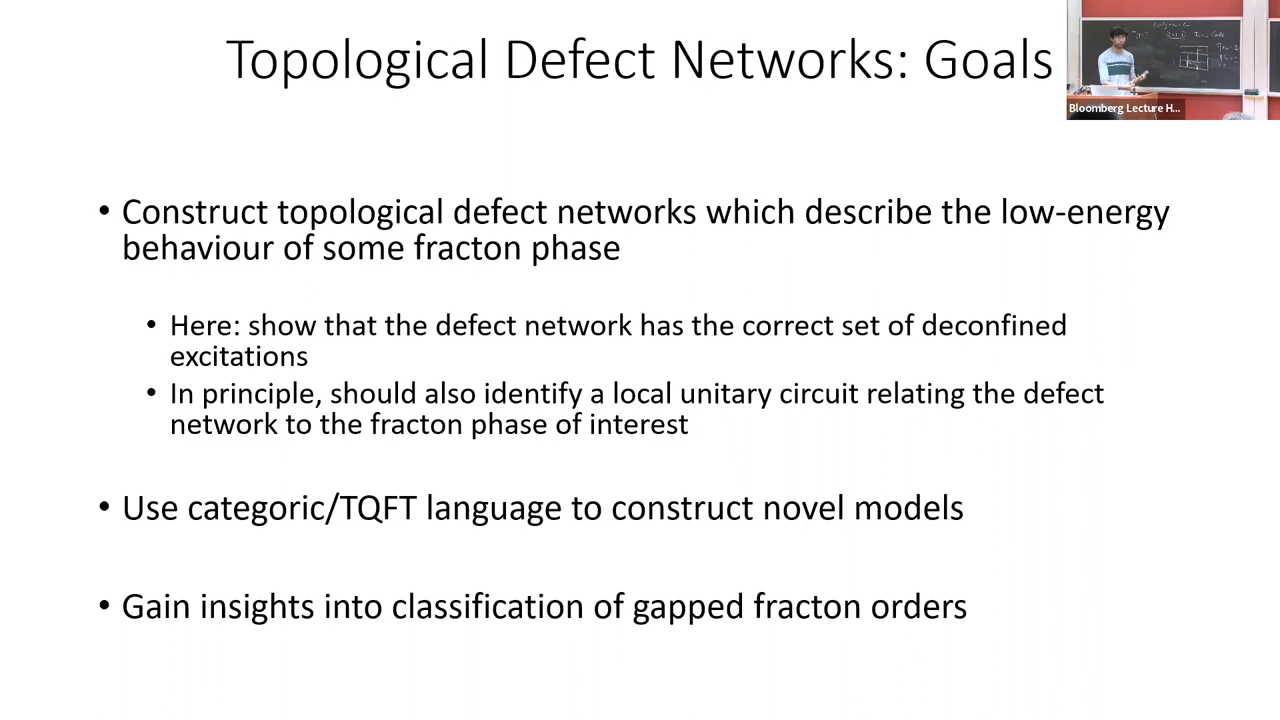 Topological Defect Networks: Goals
Bloomberg Lecture H...
• Construct topological defect networks which describe the low-energy
behaviour of some fracton phase
• Here: show that the defect network has the correct set of deconfined
excitations
• In principle, should also identify a local unitary circuit relating the defect
network to the fracton phase of interest
• Use categoric/TQFT language to construct novel models
• Gain insights into classification of gapped fracton orders